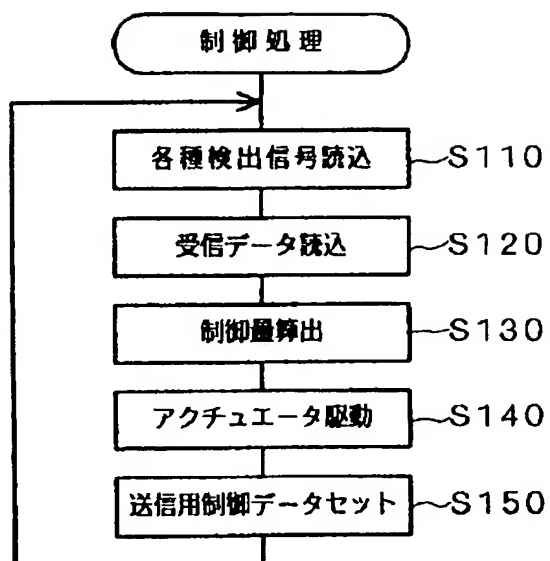 制御処理
各種検出信号読込 S110
受信データ読込 S120
制御量算出 S130
アクチュエータ駆動 S140
送信用制御データセット S150